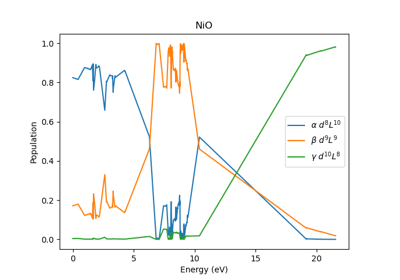 NiO
1.0
0.8
0.6
0.4
0.2
0.0
Population
α d⁸L¹⁰
β d⁹L⁹
γ d¹⁰L⁸
0 5 10 15 20
Energy (eV)